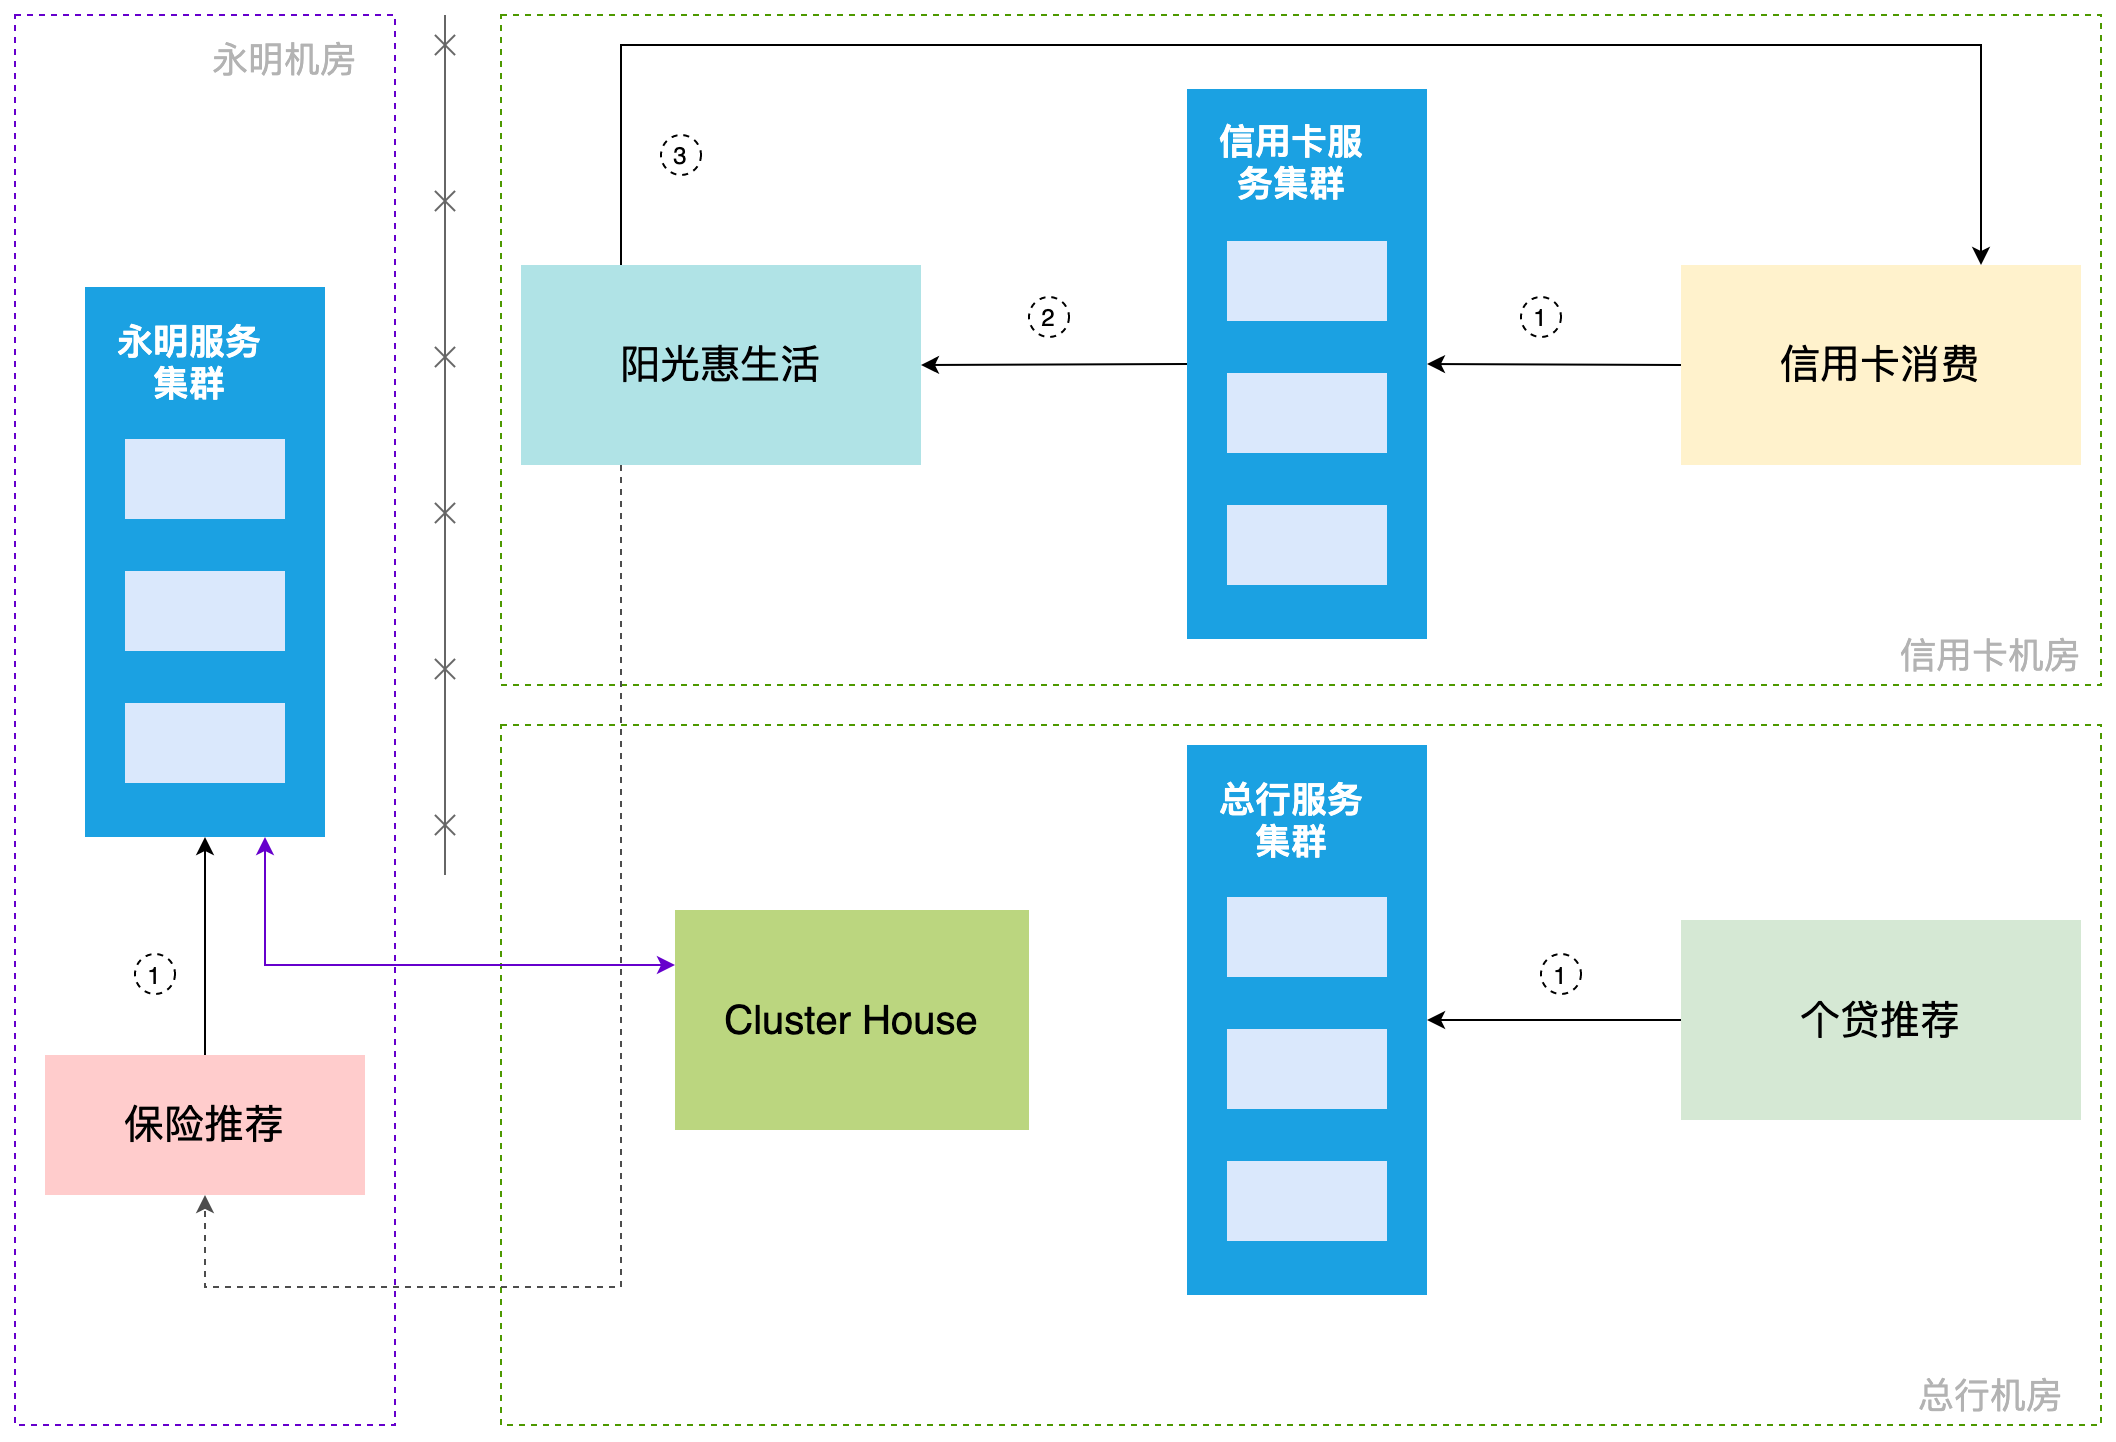 永明机房
永明服务
集群
1
保险推荐
3
信用卡服
务集群
阳光惠生活
2
1
信用卡消费
信用卡机房
总行服务
集群
Cluster House
1
个贷推荐
总行机房